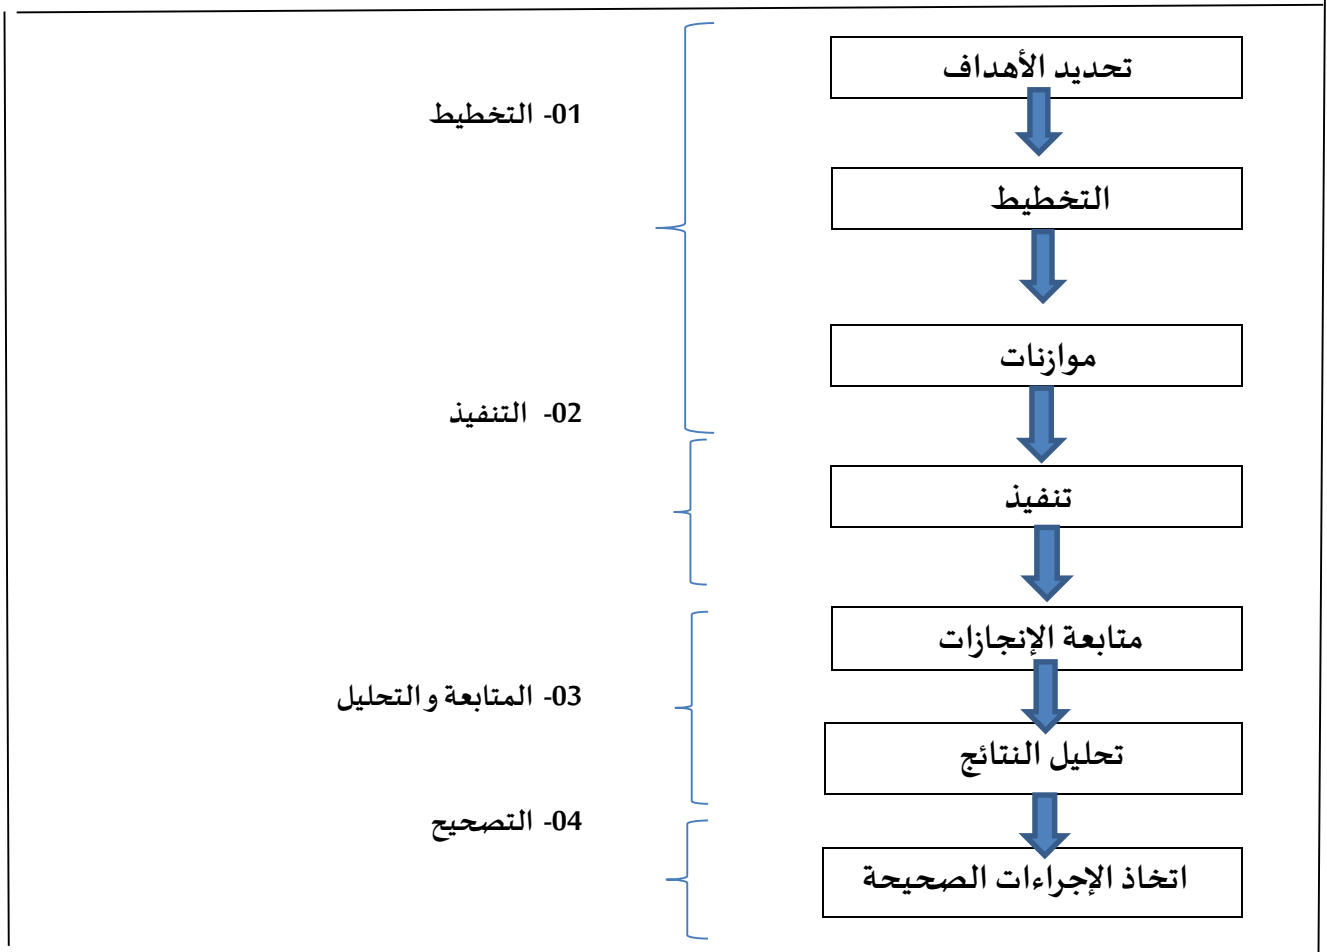 تحديد الأهداف
01- التخطيط
التخطيط
موازنات
02- التنفيذ
تنفيذ
متابعة الإنجازات
03- المتابعة و التحليل
تحليل النتائج
04- التصحيح
اتخاذ الإجراءات الصحيحة